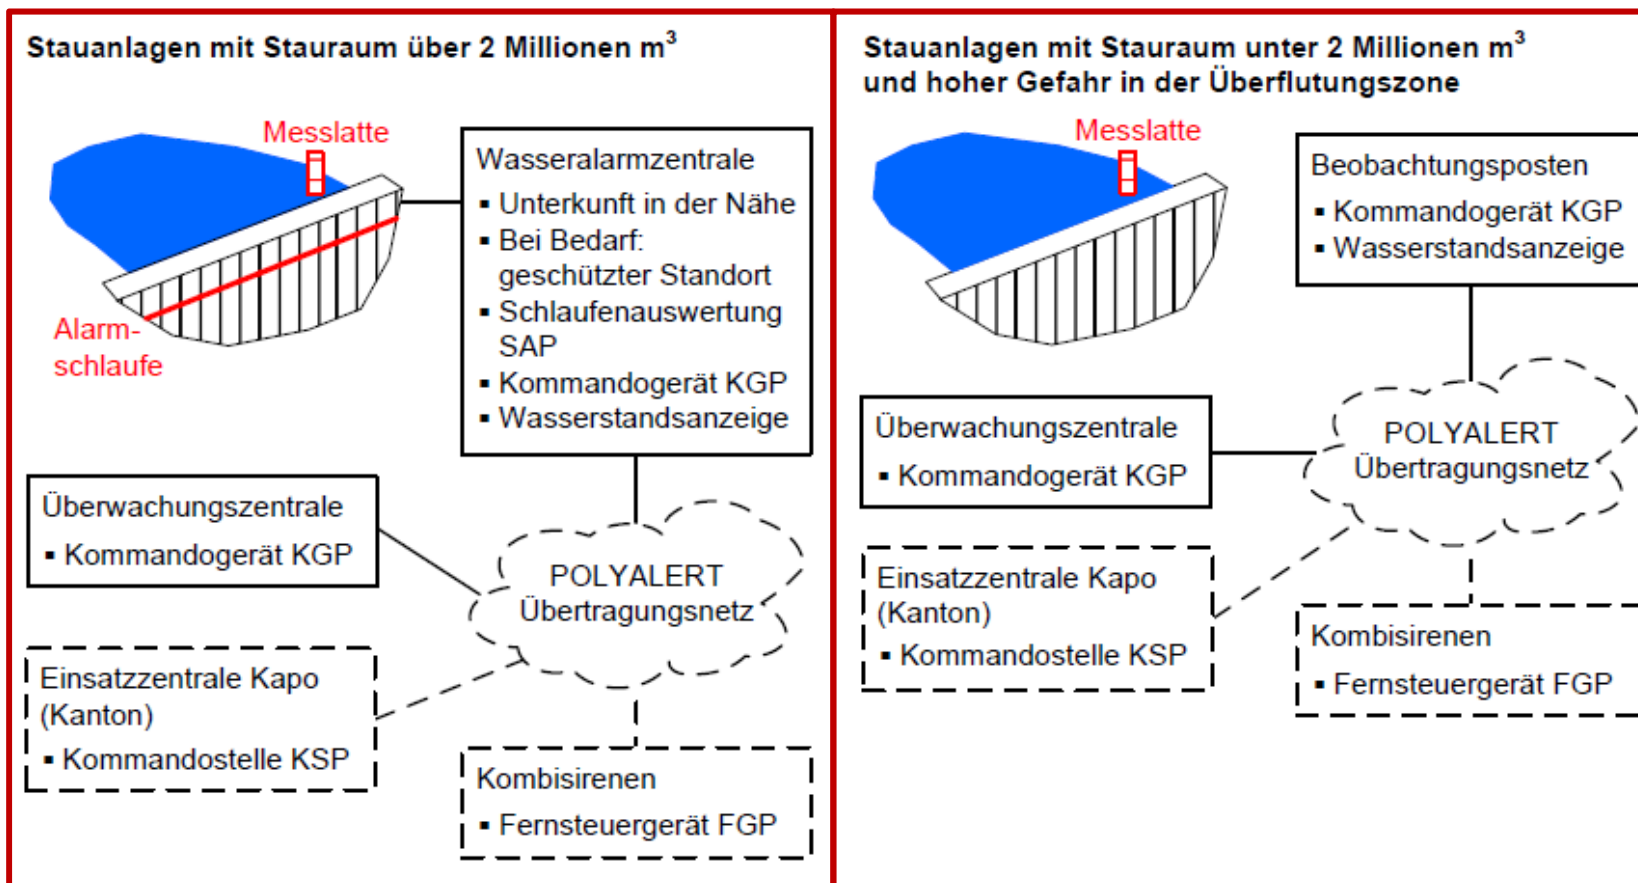 Stauanlagen mit Stauraum über 2 Millionen m³
Messlatte
Alarm-
schlaufe
Wasseralarmzentrale
▪ Unterkunft in der Nähe
▪ Bei Bedarf:
geschützter Standort
▪ Schlaufenauswertung
SAP
▪ Kommandogerät KGP
▪ Wasserstandsanzeige
Überwachungszentrale
▪ Kommandogerät KGP
POLYALERT
Übertragungsnetz
Einsatzzentrale Kapo
(Kanton)
▪ Kommandostelle KSP
Kombisirenen
▪ Fernsteuergerät FGP
Stauanlagen mit Stauraum unter 2 Millionen m³
und hoher Gefahr in der Überflutungszone
Messlatte
Beobachtungsposten
▪ Kommandogerät KGP
▪ Wasserstandsanzeige
Überwachungszentrale
▪ Kommandogerät KGP
POLYALERT
Übertragungsnetz
Einsatzzentrale Kapo
(Kanton)
▪ Kommandostelle KSP
Kombisirenen
▪ Fernsteuergerät FGP